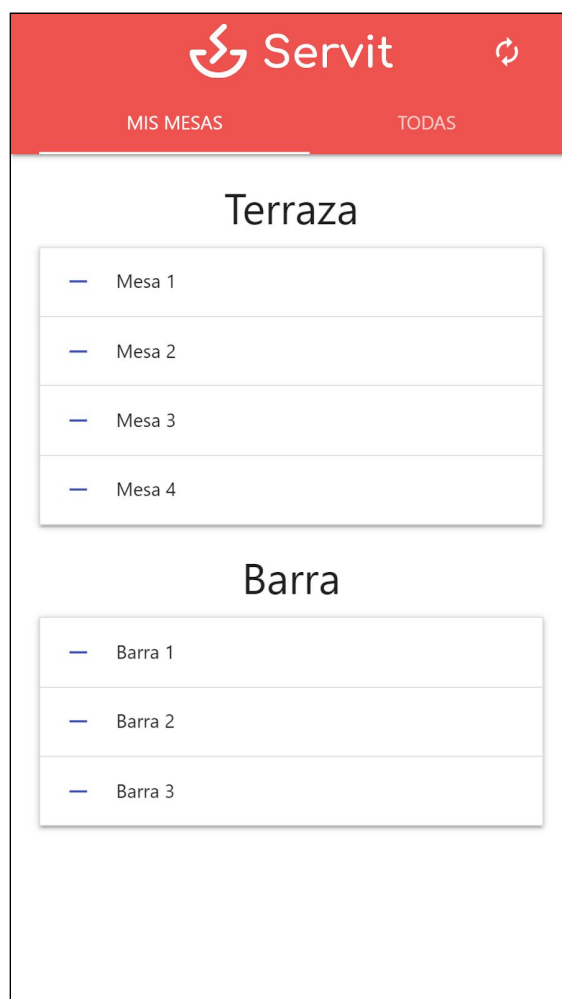 Servit
MIS MESAS TODAS
Terraza
Mesa 1
Mesa 2
Mesa 3
Mesa 4
Barra
Barra 1
Barra 2
Barra 3